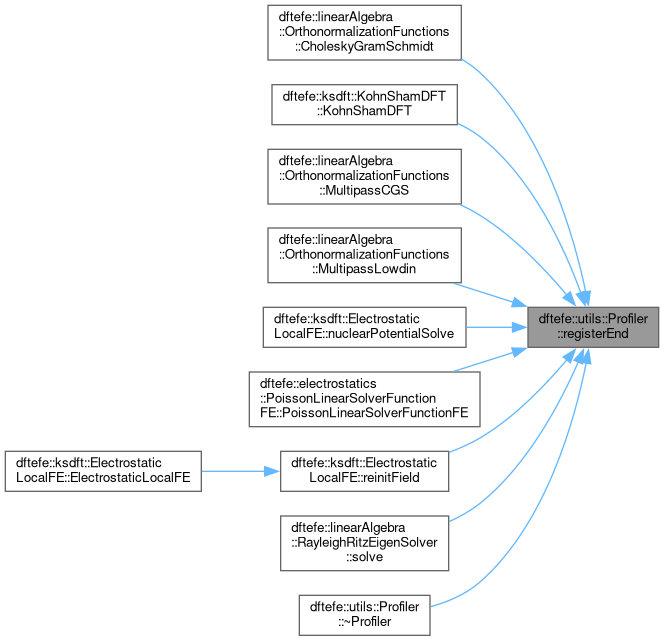 dftefe::linearAlgebra
::OrthonormalizationFunctions
::CholeskyGramSchmidt
dftefe::ksdft::KohnShamDFT
::KohnShamDFT
dftefe::linearAlgebra
::OrthonormalizationFunctions
::MultipassCGS
dftefe::linearAlgebra
::OrthonormalizationFunctions
::MultipassLowdin
dftefe::ksdft::Electrostatic
LocalFE::nuclearPotentialSolve
dftefe::utils::Profiler
::registerEnd
dftefe::electrostatics
::PoissonLinearSolverFunction
FE::PoissonLinearSolverFunctionFE
dftefe::ksdft::Electrostatic
LocalFE::ElectrostaticLocalFE
dftefe::ksdft::Electrostatic
LocalFE::reinitField
dftefe::linearAlgebra
::RayleighRitzEigenSolver
::solve
dftefe::utils::Profiler
::~Profiler